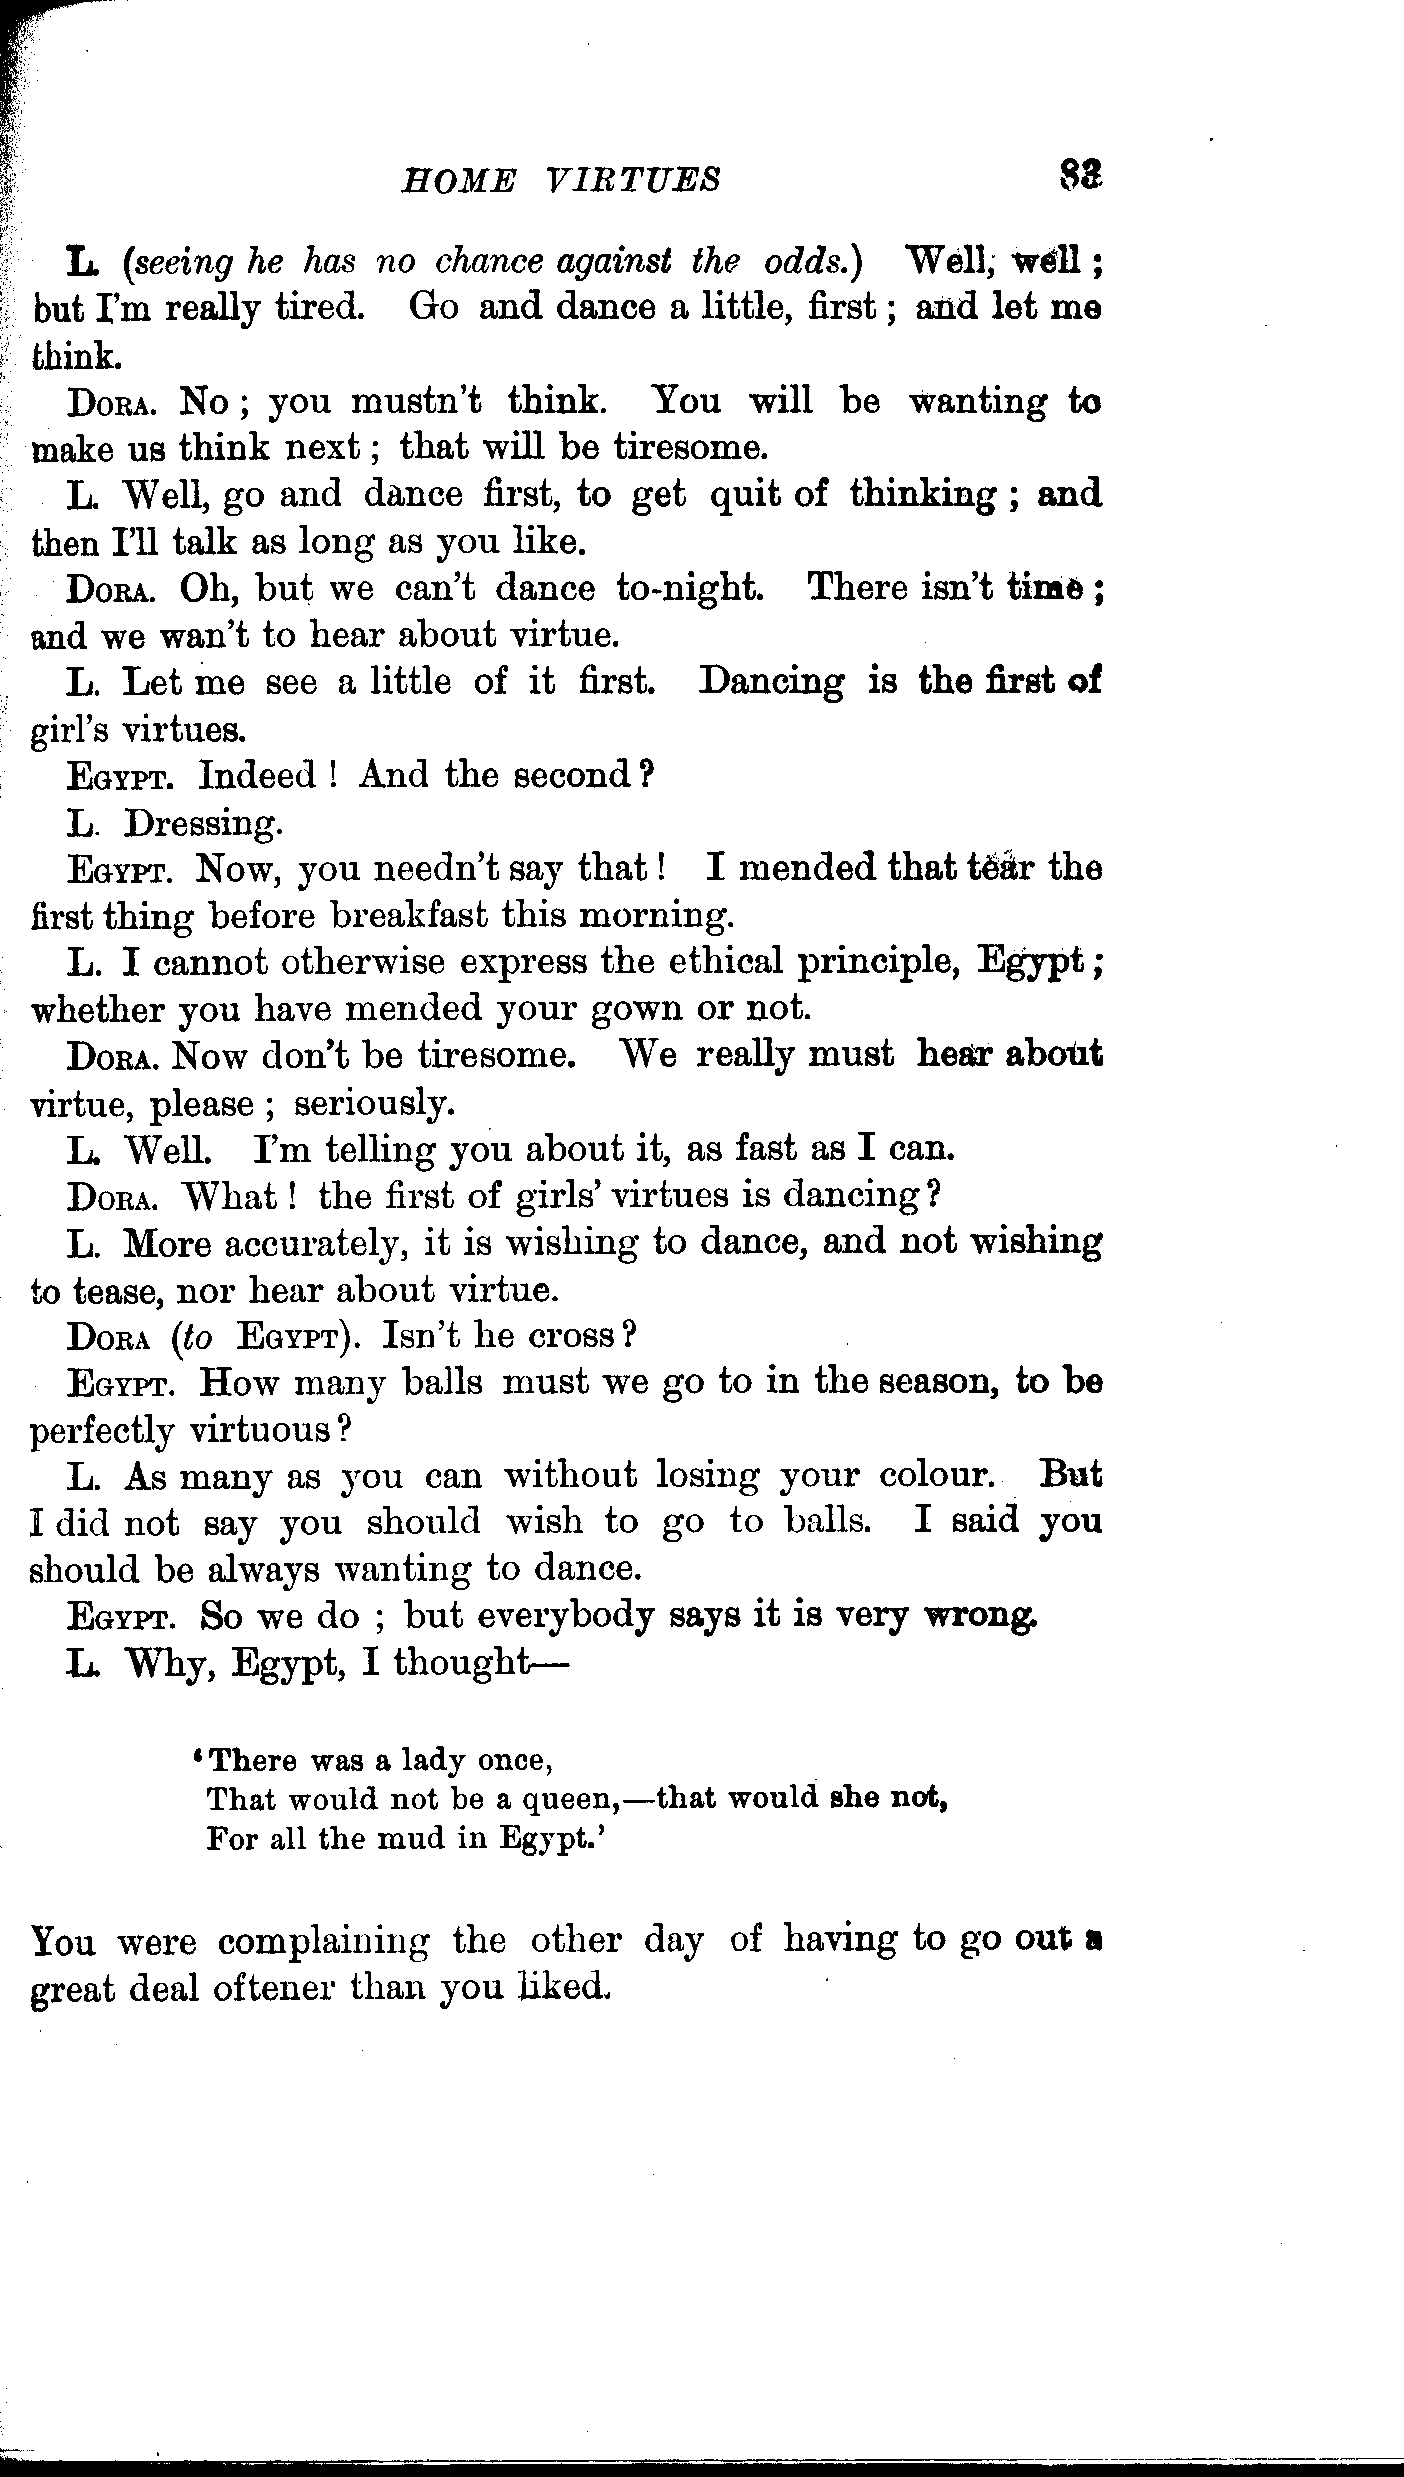 HOME VIRTUES 83
L. (seeing he has no chance against the odds.) Well, well ;
but I'm really tired. Go and dance a little, first ; and let me
think.
DORA. No ; you mustn't think. You will be wanting to
make us think next ; that will be tiresome.
L. Well, go and dance first, to get quit of thinking ; and
then I'll talk as long as you like.
DORA. Oh, but we can't dance to-night. There isn't time ;
and we wan't to hear about virtue.
L. Let me see a little of it first. Dancing is the first of
girl's virtues.
EGYPT. Indeed ! And the second ?
L. Dressing.
EGYPT. Now, you needn't say that ! I mended that tear the
first thing before breakfast this morning.
L. I cannot otherwise express the ethical principle, Egypt ;
whether you have mended your gown or not.
DORA. Now don't be tiresome. We really must hear about
virtue, please ; seriously.
L. Well. I'm telling you about it, as fast as I can.
DORA. What ! the first of girls' virtues is dancing ?
L. More accurately, it is wishing to dance, and not wishing
to tease, nor hear about virtue.
DORA (to EGYPT). Isn't he cross ?
EGYPT. How many balls must we go to in the season, to be
perfectly virtuous ?
L. As many as you can without losing your colour. But
I did not say you should wish to go to balls. I said you
should be always wanting to dance.
EGYPT. So we do ; but everybody says it is very wrong.
L. Why, Egypt, I thought—
'There was a lady once,
That would not be a queen,—that would she not,
For all the mud in Egypt.'
You were complaining the other day of having to go out a
great deal oftener than you liked.